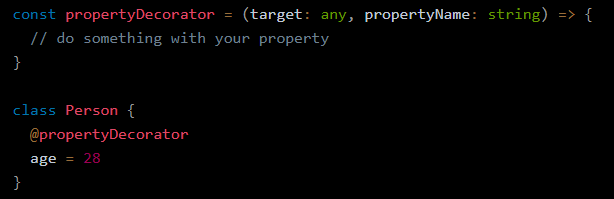 const propertyDecorator = (target: any, propertyName: string) => {
  // do something with your property
}

class Person {
  @propertyDecorator
  age = 28
}